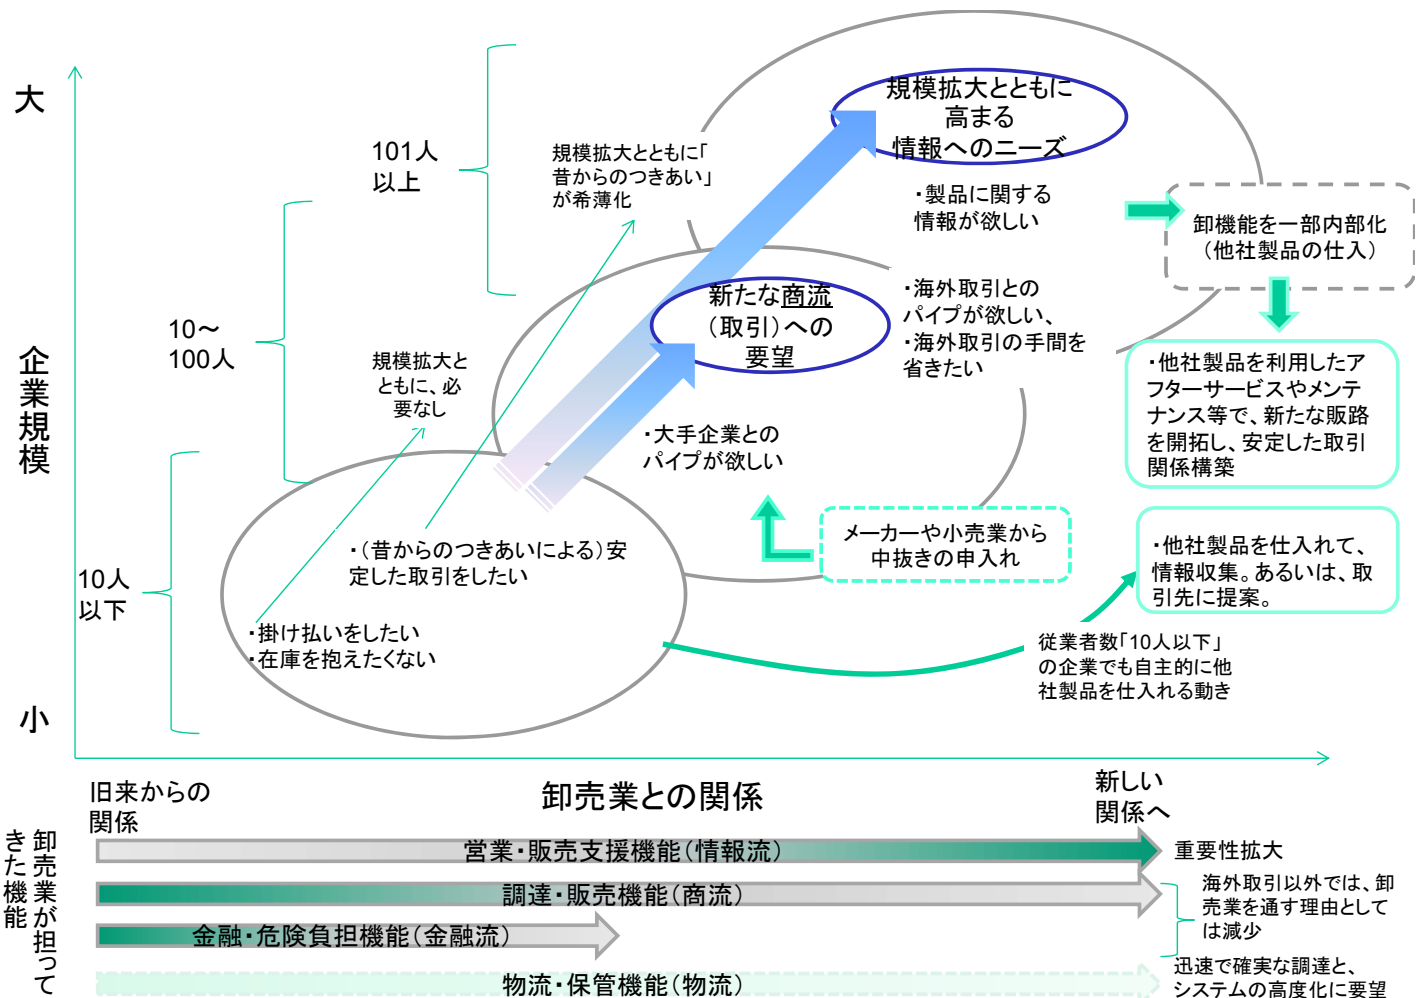 大
企業規模
小
101人
以上
10～
100人
10人
以下
規模拡大とともに「
昔からのつきあい」
が希薄化
規模拡大と
ともに、必
要なし
規模拡大とともに
高まる
情報へのニーズ
・製品に関する
情報が欲しい
新たな商流
（取引）への
要望
・海外取引との
パイプが欲しい、
・海外取引の手間を
省きたい
・大手企業との
パイプが欲しい
・（昔からのつきあいによる）安
定した取引をしたい
・掛け払いをしたい
・在庫を抱えたくない
メーカーや小売業から
中抜きの申入れ
卸機能を一部内部化
（他社製品の仕入）
・他社製品を利用したア
フターサービスやメンテ
ナンス等で、新たな販路
を開拓し、安定した取引
関係構築
・他社製品を仕入れて、
情報収集。あるいは、取
引先に提案。
従業者数「10人以下」
の企業でも自主的に他
社製品を仕入れる動き
旧来からの
関係
卸売業との関係
新しい
関係へ
卸売業が担って
きた機能
営業・販売支援機能（情報流）
重要性拡大
調達・販売機能（商流）
金融・危険負担機能（金融流）
海外取引以外では、卸
売業を通す理由として
は減少
物流・保管機能（物流）
迅速で確実な調達と、
システムの高度化に要望